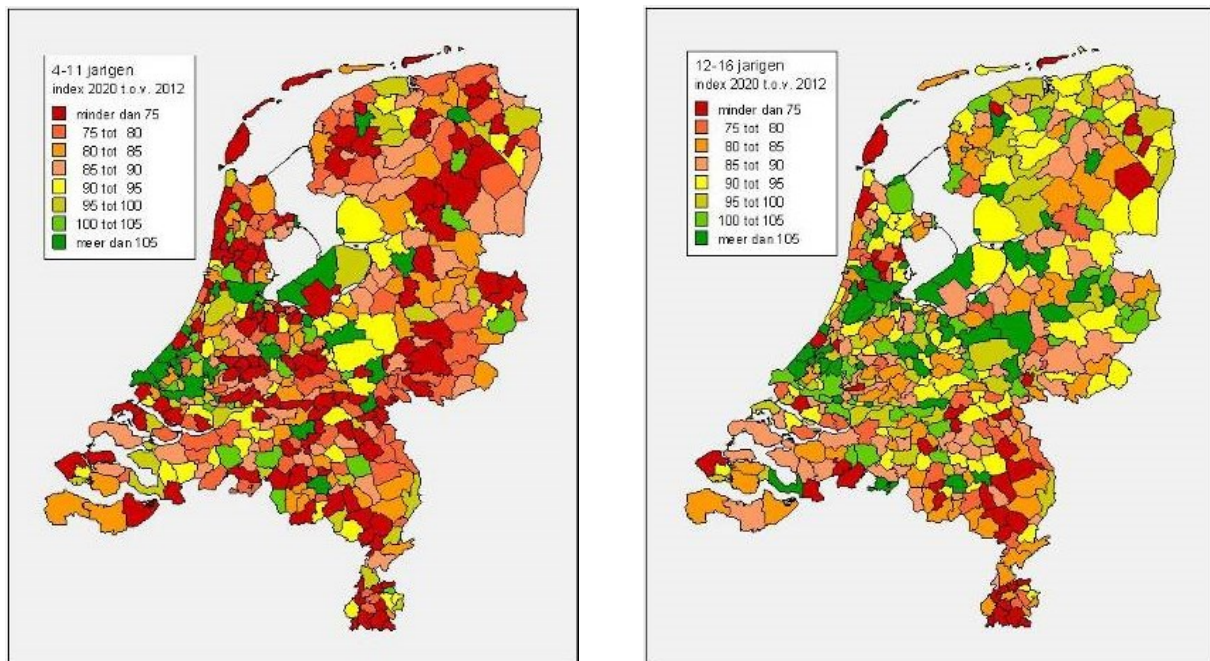 4-11 jarigen
index 2020 t.o.v. 2012
minder dan 75
75 tot 80
80 tot 85
85 tot 90
90 tot 95
95 tot 100
100 tot 105
meer dan 105
12-16 jarigen
index 2020 t.o.v. 2012
minder dan 75
75 tot 80
80 tot 85
85 tot 90
90 tot 95
95 tot 100
100 tot 105
meer dan 105